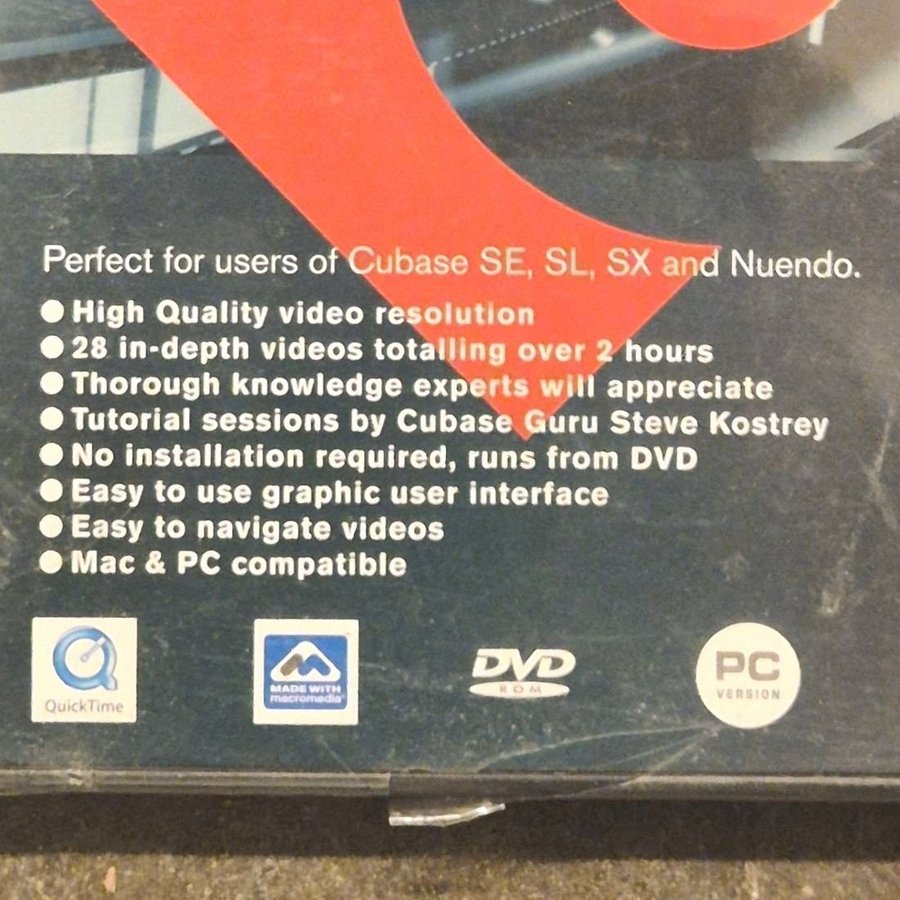 Perfect for users of Cubase SE, SL, SX and Nuendo.
● High Quality video resolution
● 28 in-depth videos totalling over 2 hours
● Thorough knowledge experts will appreciate
● Tutorial sessions by Cubase Guru Steve Kostrey
● No installation required, runs from DVD
● Easy to use graphic user interface
● Easy to navigate videos
● Mac & PC compatible
QuickTime
MADE WITH
macromedia®
DVD
ROM
PC
VERSION